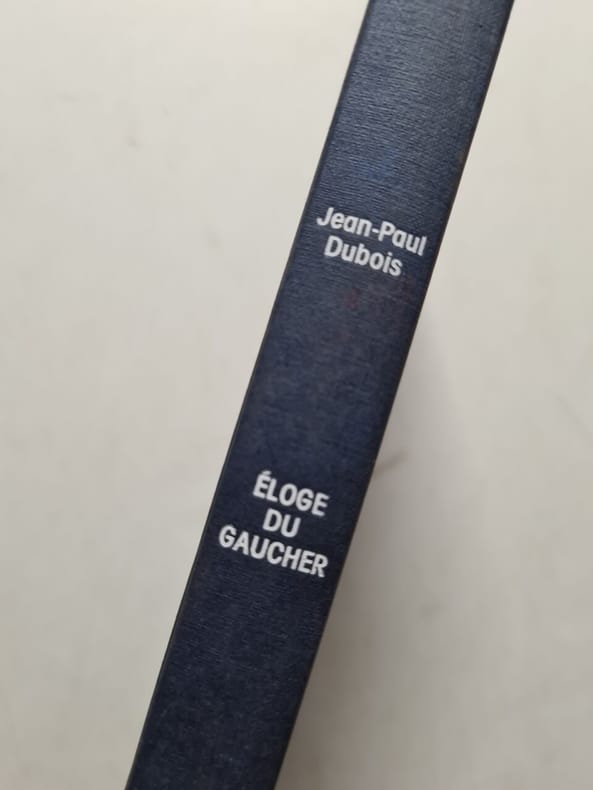 Jean-Paul
Dubois
ÉLOGE
DU
GAUCHER